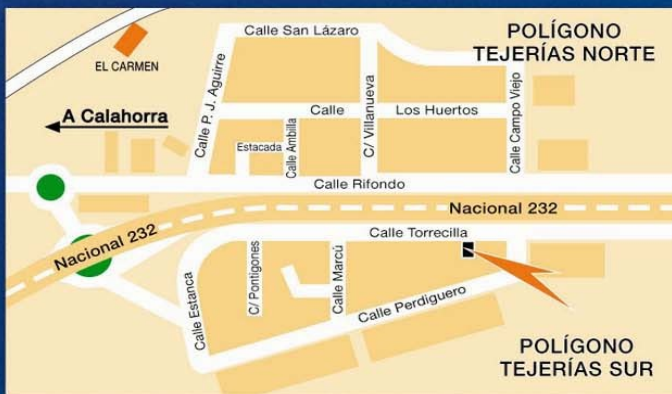 Calle San Lázaro
POLÍGONO
TEJERÍAS NORTE
EL CARMEN
A Calahorra
Calle P. J. Aguirre
Calle Los Huertos
C/ Villanueva
Calle Campo Viejo
Estacada
Calle Ambilla
Calle Rifondo
Nacional 232
Nacional 232
Calle Torrecilla
Calle Estanca
C/ Pontigones
Calle Marcú
Calle Perdiguero
POLÍGONO
TEJERÍAS SUR